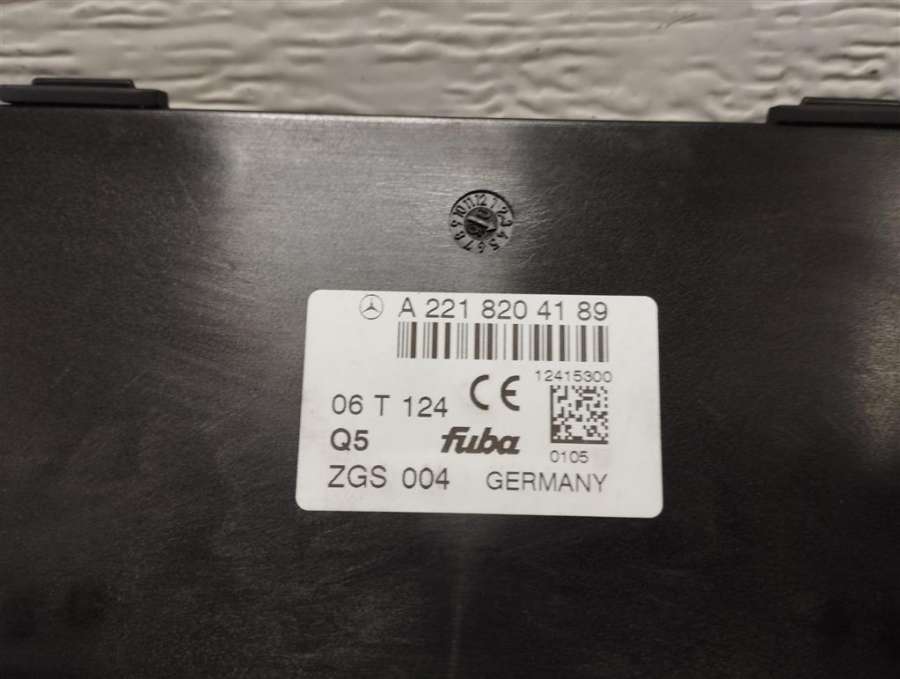 A 221 820 41 89
12415300
06 T 124 CE
Q5 fuba
0105
ZGS 004 GERMANY